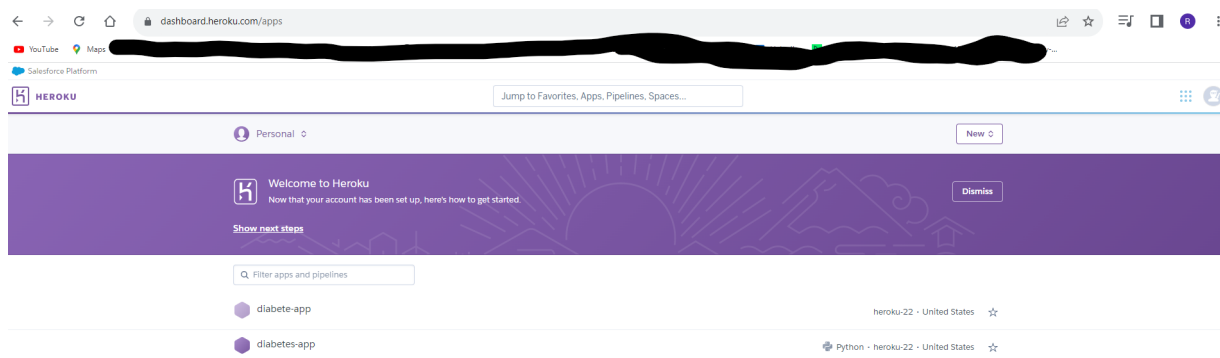 dashboard.heroku.com/apps
R
YouTube Maps
Salesforce Platform
HEROKU
Jump to Favorites, Apps, Pipelines, Spaces...
Personal
New
Welcome to Heroku
Now that your account has been set up, here's how to get started.
Dismiss
Show next steps
Filter apps and pipelines
diabete-app
heroku-22 · United States
diabetes-app
Python · heroku-22 · United States